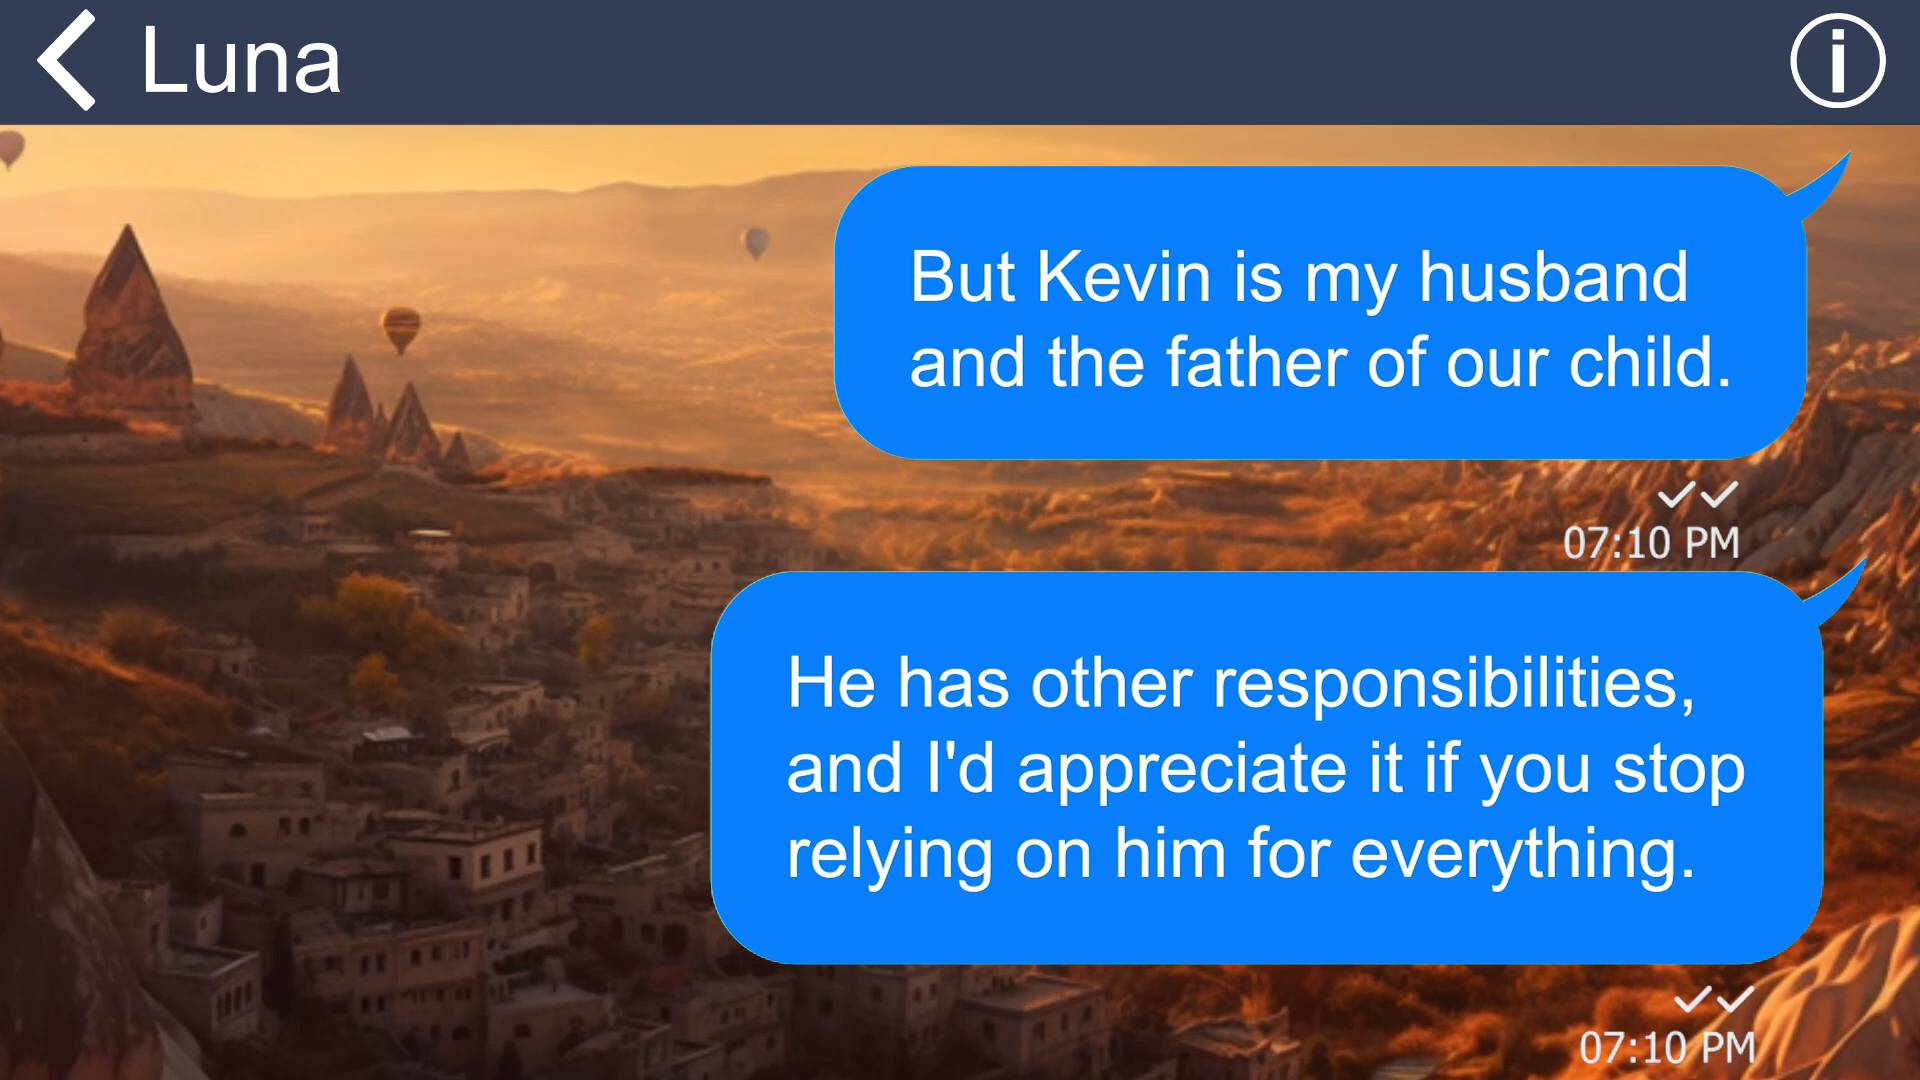 Luna
But Kevin is my husband
and the father of our child.
07:10 PM
He has other responsibilities,
and I'd appreciate it if you stop
relying on him for everything.
07:10 PM